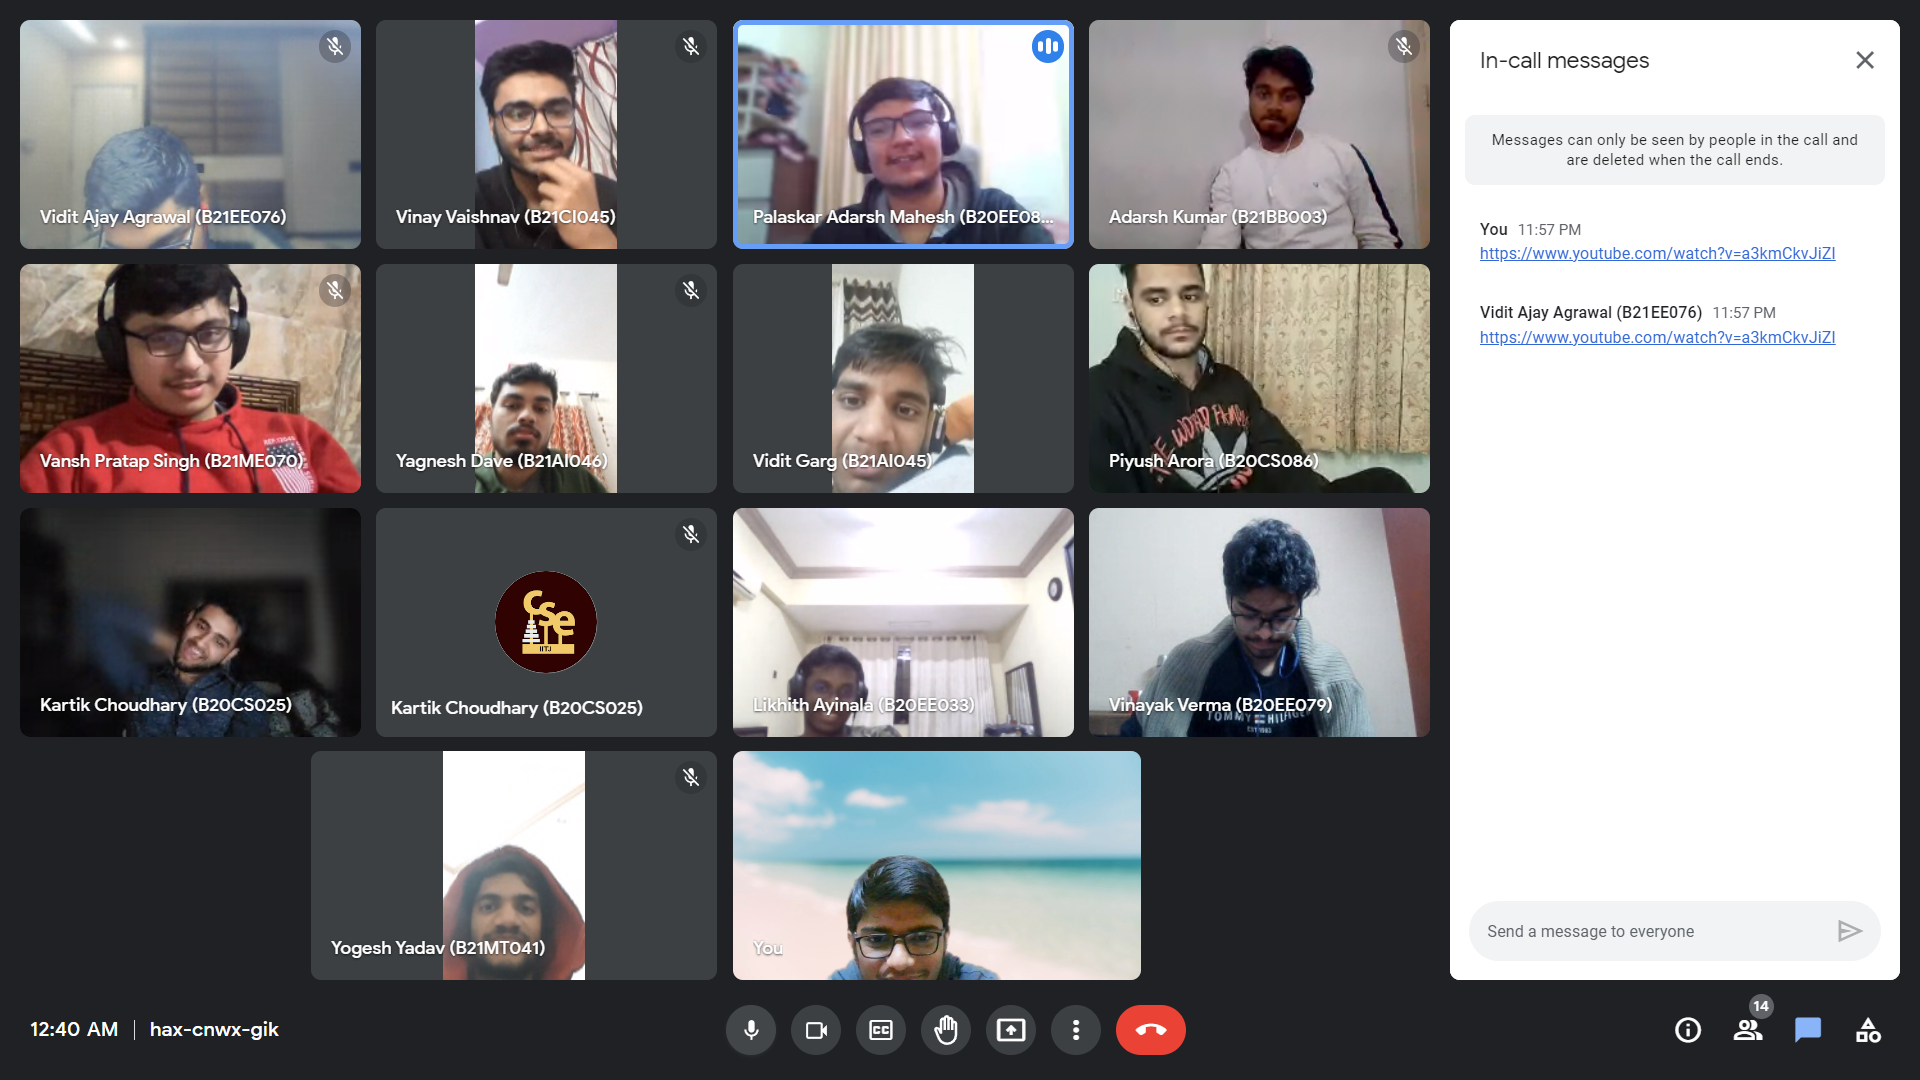 Vidit Ajay Agrawal (B21EE076)
Vinay Vaishnav (B21CI045)
Palaskar Adarsh Mahesh (B20EE08...
Adarsh Kumar (B21BB003)
Vansh Pratap Singh (B21ME070)
Yagnesh Dave (B21AI046)
Vidit Garg (B21AI045)
Piyush Arora (B20CS086)
Kartik Choudhary (B20CS025)
cse
IITJ
Kartik Choudhary (B20CS025)
Likhith Ayinala (B20EE033)
Vinayak Verma (B20EE079)
TOMMY HILFIGER
Yogesh Yadav (B21MT041)
You
In-call messages
Messages can only be seen by people in the call and
are deleted when the call ends.
You 11:57 PM
https://www.youtube.com/watch?v=a3kmCkvJiZI
Vidit Ajay Agrawal (B21EE076) 11:57 PM
https://www.youtube.com/watch?v=a3kmCkvJiZI
Send a message to everyone
12:40 AM | hax-cnwx-gik
CC
14